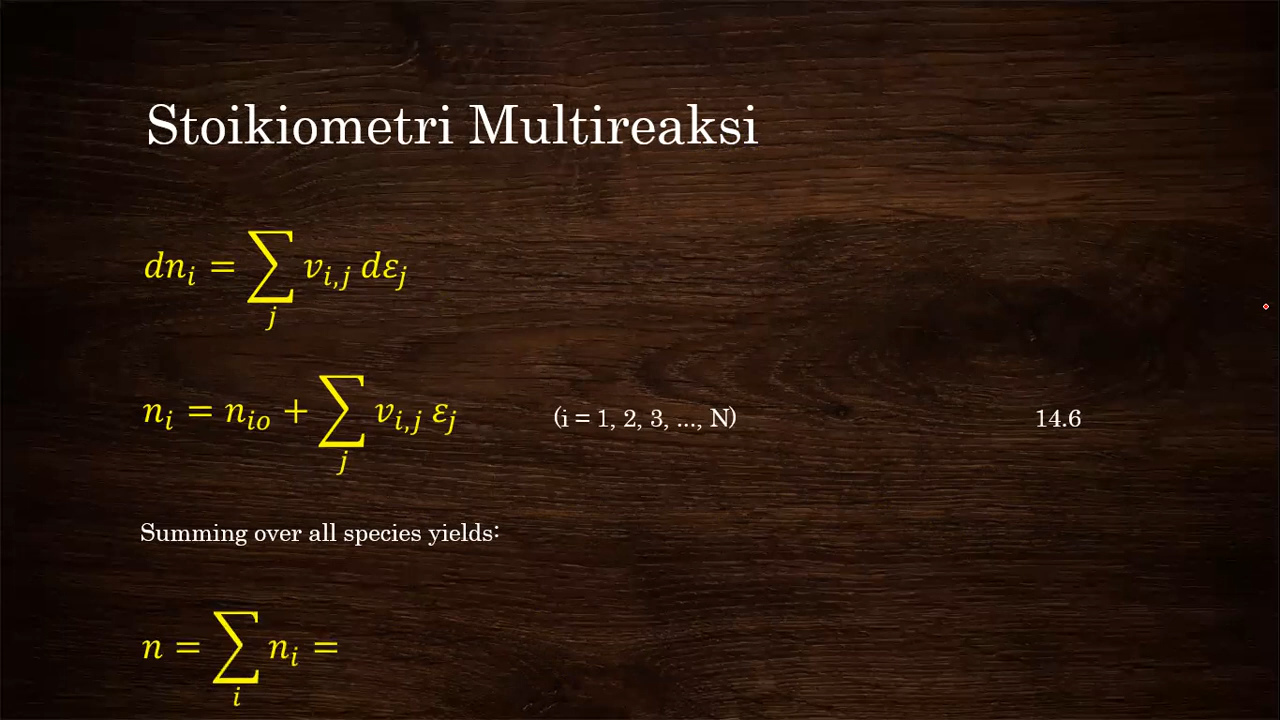 Stoikiometri Multireaksi
dn_i = ∑_j v_{i,j} dε_j
n_i = n_{io} + ∑_j v_{i,j} ε_j (i = 1, 2, 3, ..., N) 14.6
Summing over all species yields:
n = ∑_i n_i =